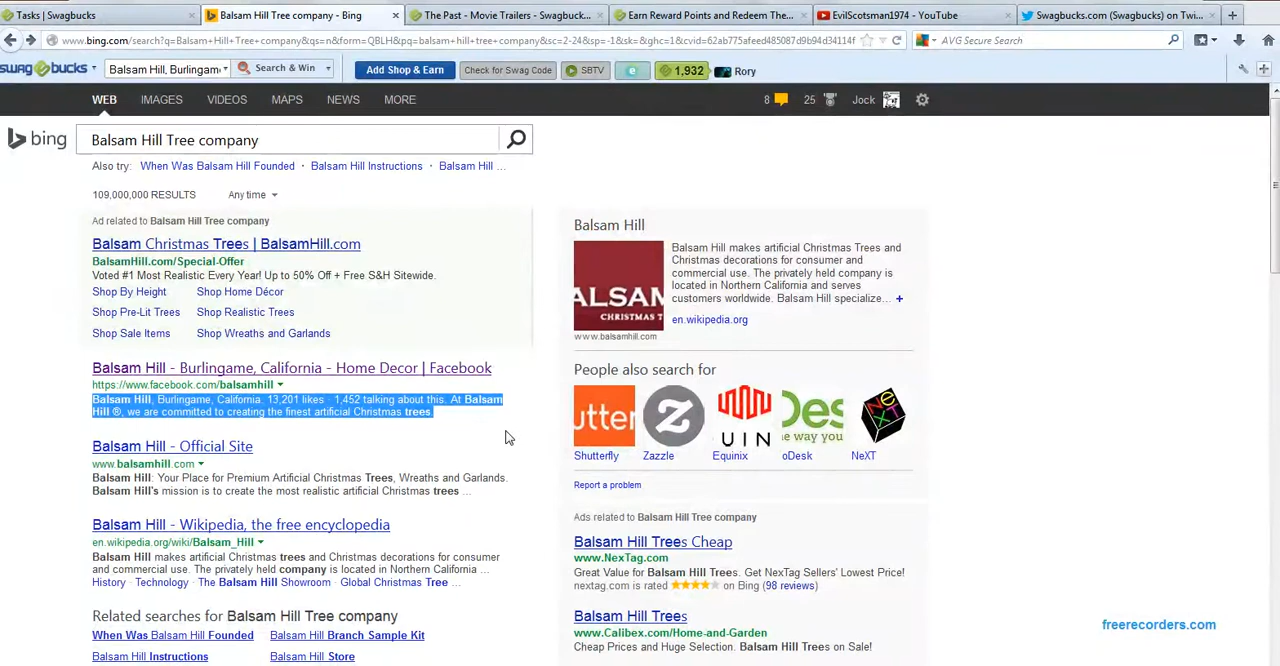 Tasks | Swagbucks
Balsam Hill Tree company - Bing
The Past - Movie Trailers - Swagbuck...
Earn Reward Points and Redeem The...
EvilScotsman1974 - YouTube
Swagbucks.com (Swagbucks) on Twi...
www.bing.com/search?q=Balsam+Hill+Tree+company&qs=n&form=QBLH&pq=balsam+hill+tree+company&sc=2-24&sp=-1&sk=&ghc=1&cvid=62ab775afeed485087d9b94d34114f
AVG Secure Search
swagbucks
Balsam Hill, Burlingam
Search & Win
Add Shop & Earn
Check for Swag Code
SBTV
1,932
Rory
WEB IMAGES VIDEOS MAPS NEWS MORE
8 25 Jock
bing
Balsam Hill Tree company
Also try: When Was Balsam Hill Founded · Balsam Hill Instructions · Balsam Hill ...
109,000,000 RESULTS Any time
Ad related to Balsam Hill Tree company
Balsam Christmas Trees | BalsamHill.com
BalsamHill.com/Special-Offer
Voted #1 Most Realistic Every Year! Up to 50% Off + Free S&H Sitewide.
Shop By Height Shop Home Décor
Shop Pre-Lit Trees Shop Realistic Trees
Shop Sale Items Shop Wreaths and Garlands
Balsam Hill - Burlingame, California - Home Decor | Facebook
https://www.facebook.com/balsamhill
Balsam Hill, Burlingame, California. 13,201 likes · 1,452 talking about this. At Balsam
Hill ®, we are committed to creating the finest artificial Christmas trees.
Balsam Hill - Official Site
www.balsamhill.com
Balsam Hill: Your Place for Premium Artificial Christmas Trees, Wreaths and Garlands.
Balsam Hill's mission is to create the most realistic artificial Christmas trees ...
Balsam Hill - Wikipedia, the free encyclopedia
en.wikipedia.org/wiki/Balsam_Hill
Balsam Hill makes artificial Christmas trees and Christmas decorations for consumer
and commercial use. The privately held company is located in Northern California ...
History · Technology · The Balsam Hill Showroom · Global Christmas Tree ...
Related searches for Balsam Hill Tree company
When Was Balsam Hill Founded Balsam Hill Branch Sample Kit
Balsam Hill Instructions Balsam Hill Store
Balsam Hill
ALSAM
CHRISTMAS T
www.balsamhill.com
Balsam Hill makes artificial Christmas Trees and
Christmas decorations for consumer and
commercial use. The privately held company is
located in Northern California and serves
customers worldwide. Balsam Hill specialize... +
en.wikipedia.org
People also search for
utter
Z
UIN
Des
he way you
NeXT
Shutterfly Zazzle Equinix oDesk NeXT
Report a problem
Ads related to Balsam Hill Tree company
Balsam Hill Trees Cheap
www.NexTag.com
Great Value for Balsam Hill Trees. Get NexTag Sellers' Lowest Price!
nextag.com is rated on Bing (98 reviews)
Balsam Hill Trees
www.Calibex.com/Home-and-Garden
Cheap Prices and Huge Selection. Balsam Hill Trees on Sale!
freerecorders.com